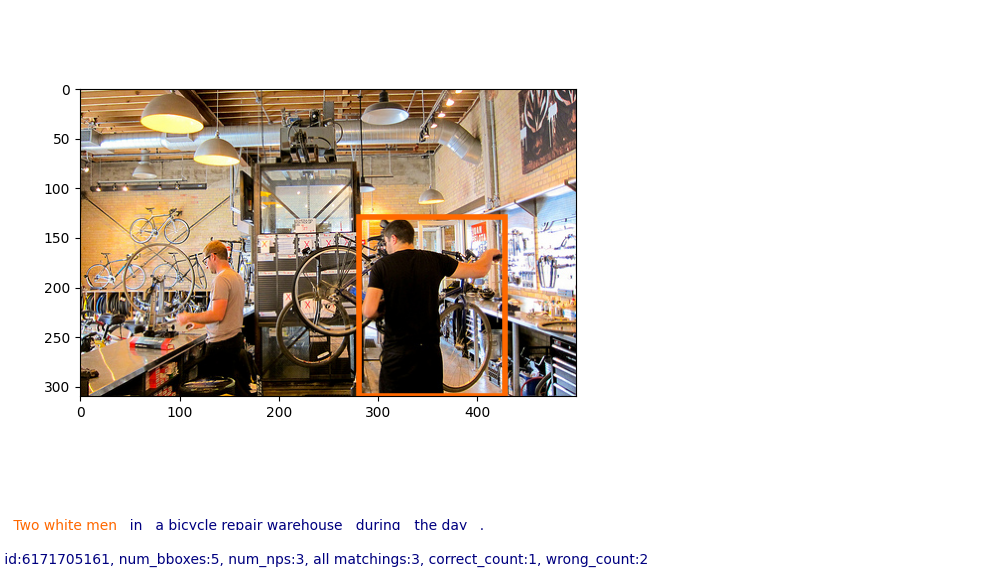 0
50
100
150
200
250
300
0 100 200 300 400
Two white men in a bicycle repair warehouse during the day .
id:6171705161, num_bboxes:5, num_nps:3, all matchings:3, correct_count:1, wrong_count:2